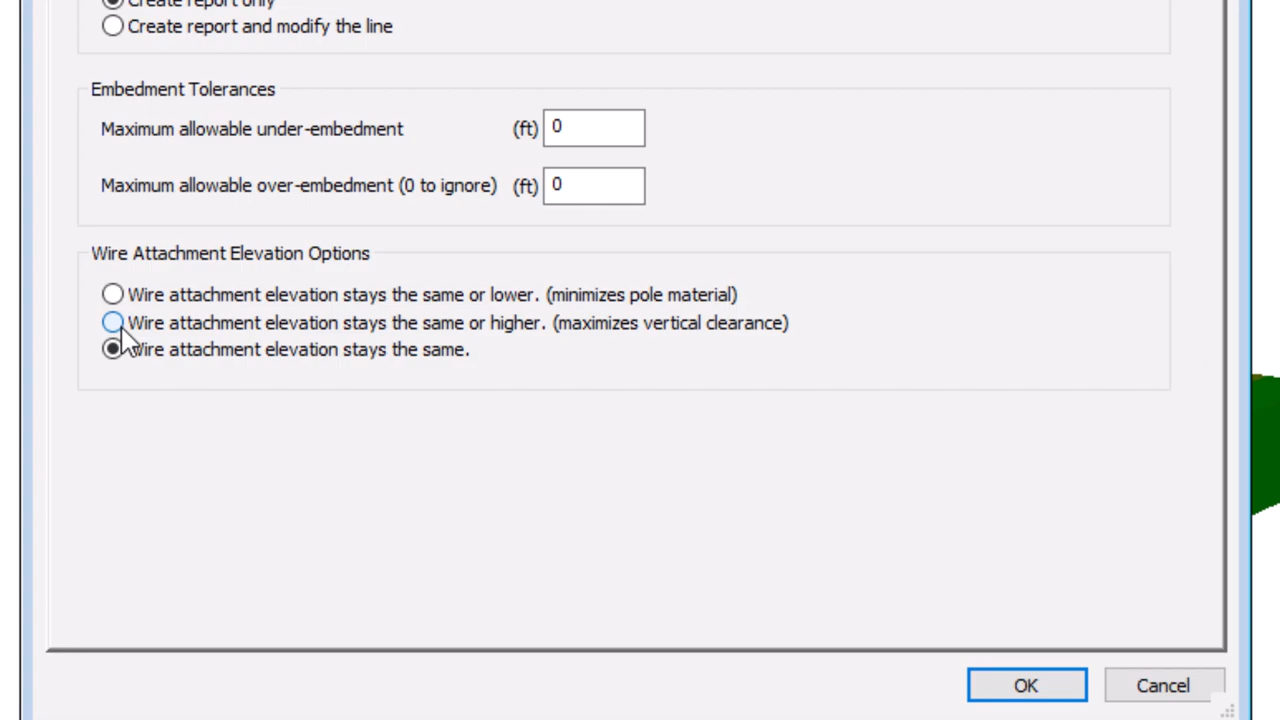 Create report only
Create report and modify the line
Embedment Tolerances
Maximum allowable under-embedment (ft) 0
Maximum allowable over-embedment (0 to ignore) (ft) 0
Wire Attachment Elevation Options
Wire attachment elevation stays the same or lower. (minimizes pole material)
Wire attachment elevation stays the same or higher. (maximizes vertical clearance)
Wire attachment elevation stays the same.
OK Cancel